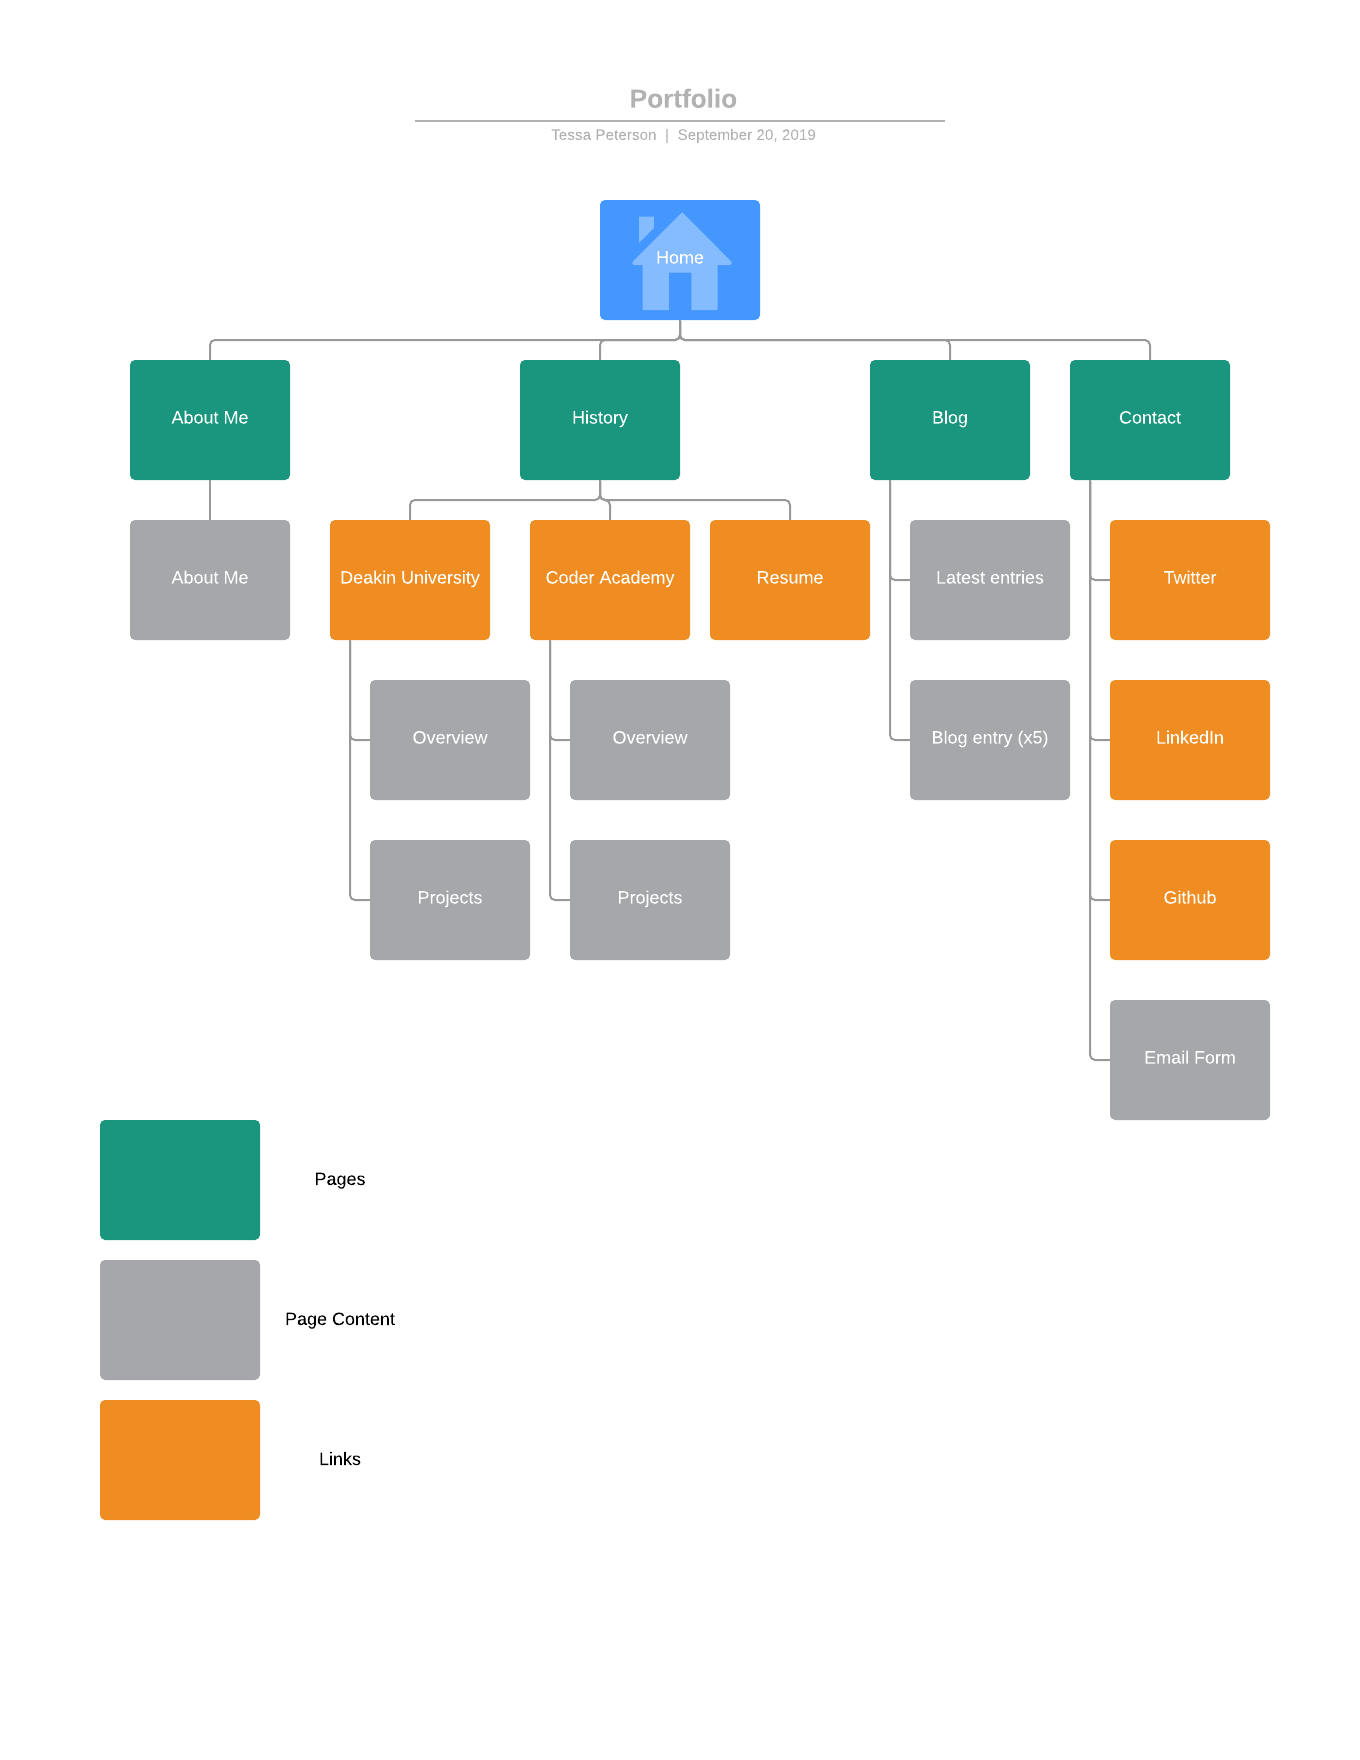 Portfolio
Tessa Peterson | September 20, 2019
Home
About Me
History
Blog
Contact
About Me
Deakin University
Coder Academy
Resume
Latest entries
Twitter
Overview
Overview
Blog entry (x5)
LinkedIn
Projects
Projects
Github
Email Form
Pages
Page Content
Links